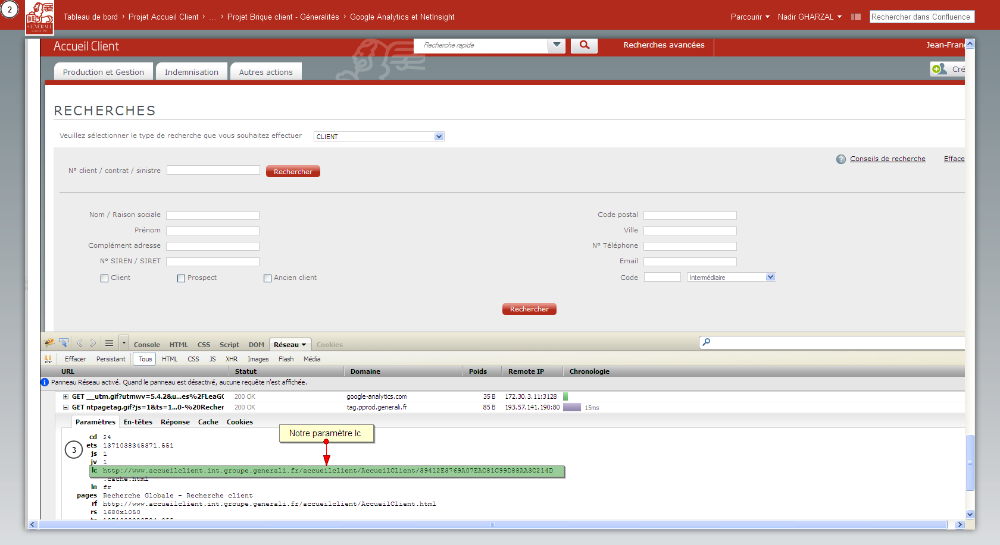 2
GENERALI
GROUPE
Tableau de bord › Projet Accueil Client › ... › Projet Brique client - Géneralités › Google Analytics et NetInsight
Parcourir
Nadir GHARZAL
Rechercher dans Confluence
Accueil Client
Recherche rapide
Recherches avancées
Jean-Fran
Production et Gestion
Indemnisation
Autres actions
Cré
RECHERCHES
Veuillez sélectionner le type de recherche que vous souhaitez effectuer
CLIENT
Conseils de recherche
Efface
N° client / contrat / sinistre
Rechercher
Nom / Raison sociale
Code postal
Prénom
Ville
Complément adresse
N° Téléphone
N° SIREN / SIRET
Email
Client
Prospect
Ancien client
Code
Intermédiaire
Rechercher
Console HTML CSS Script DOM Réseau Cookies
xhr Effacer Persistant Tous HTML CSS JS XHR Images Flash Média
URL Statut Domaine Poids Remote IP Chronologie
i Panneau Réseau activé. Quand le panneau est désactivé, aucune requête n'est affichée.
GET __utm.gif?utmwv=5.4.2&u...es%2FLeaGC 200 OK google-analytics.com 35 B 172.30.3.11:3128
GET ntpagetag.gif?js=1&ts=1...0-%20Recher 200 OK tag.pprod.generali.fr 85 B 193.57.141.190:80 15ms
Paramètres En-têtes Réponse Cache Cookies
Notre paramètre lc
3
cd 24
ets 1371038345371.551
js 1
jv 1
lc http://www.accueilclient.int.groupe.generali.fr/accueilclient/AccueilClient/39412E3769A07EAC81C99D88AA3C214D
.cache.html
ln fr
pages Recherche Globale - Recherche client
rf http://www.accueilclient.int.groupe.generali.fr/accueilclient/AccueilClient.html
rs 1680x1050